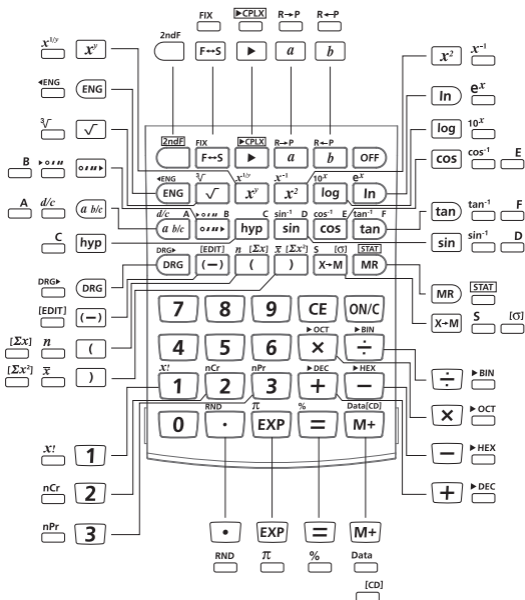 FIX ▶CPLX R→P R←P
2ndF F↔S ▶ a b
x^1/y x^y
◀ENG ENG
³√ √
B ▶°′″ °′″▶
A d/c a b/c
C hyp
DRG▶ DRG
[EDIT] (−)
[Σx] n (
[Σx²] x̄ )
x! 1
nCr 2
nPr 3
2ndF FIX ▶CPLX R→P R←P
F↔S ▶ a b OFF
◀ENG ³√ x^1/y x^-1 10^x e^x
ENG √ x^y x² log ln
d/c A ▶°′″ B C sin^-1 D cos^-1 E tan^-1 F
a b/c °′″▶ hyp sin cos tan
DRG▶ [EDIT] n [Σx] x̄ [Σx²] S [σ] STAT
DRG (−) ( ) X→M MR
7 8 9 CE ON/C
▶OCT ▶BIN
4 5 6 × ÷
x! nCr nPr ▶DEC ▶HEX
1 2 3 + −
RND π % Data[CD]
0 · EXP = M+
x² x^-1
ln e^x
log 10^x
cos cos^-1 E
tan tan^-1 F
sin sin^-1 D
MR STAT
X→M S [σ]
÷ ▶BIN
× ▶OCT
− ▶HEX
+ ▶DEC
· EXP = M+
RND π % Data
[CD]